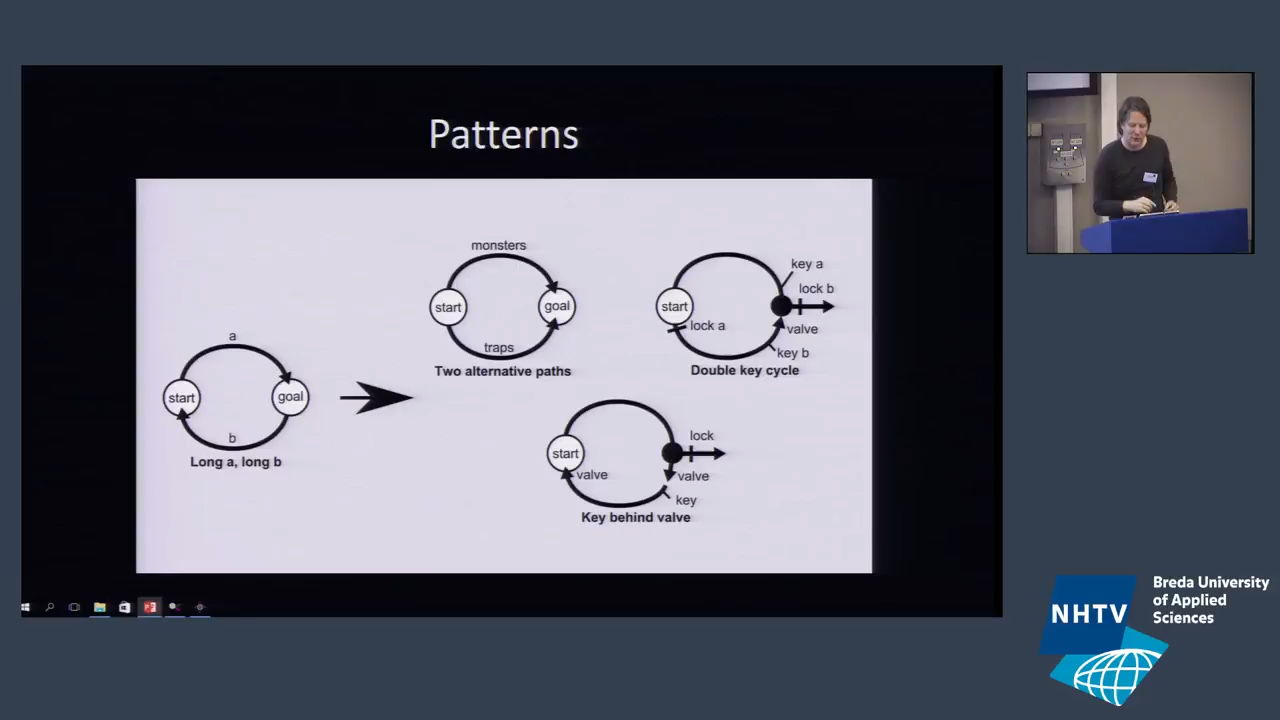 Patterns
monsters
start
goal
traps
Two alternative paths
key a
lock b
start
lock a
valve
key b
Double key cycle
a
start
goal
b
Long a, long b
lock
start
valve
valve
key
Key behind valve
NHTV
Breda University
of Applied
Sciences